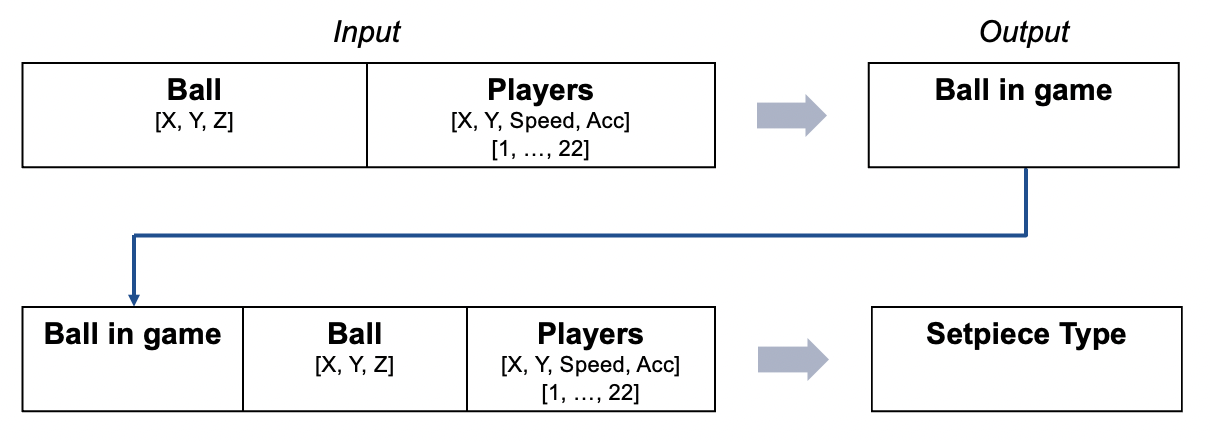 Input
Output
Ball
[X, Y, Z]
Players
[X, Y, Speed, Acc]
[1, …, 22]
Ball in game
Ball in game
Ball
[X, Y, Z]
Players
[X, Y, Speed, Acc]
[1, …, 22]
Setpiece Type